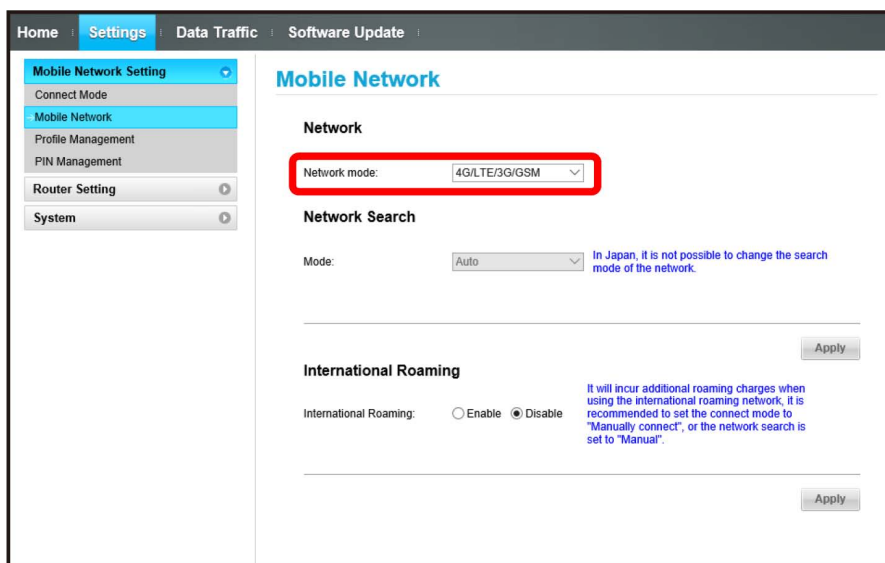 Home Settings Data Traffic Software Update
Mobile Network Setting
Connect Mode
Mobile Network
Profile Management
PIN Management
Router Setting
System
Mobile Network
Network
Network mode: 4G/LTE/3G/GSM
Network Search
Mode: Auto
In Japan, it is not possible to change the search
mode of the network.
Apply
International Roaming
International Roaming: Enable Disable
It will incur additional roaming charges when
using the international roaming network, it is
recommended to set the connect mode to
"Manually connect", or the network search is
set to "Manual".
Apply